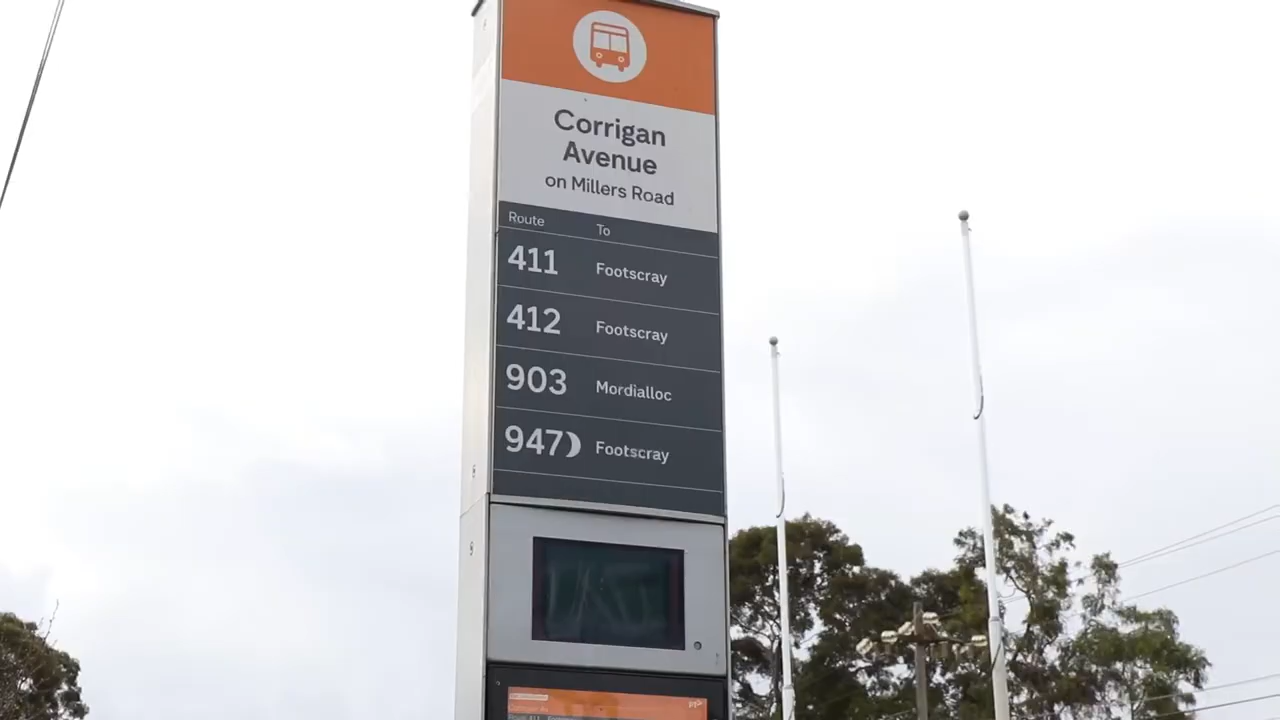 Corrigan
Avenue
on Millers Road
Route To
411 Footscray
412 Footscray
903 Mordialloc
947 Footscray